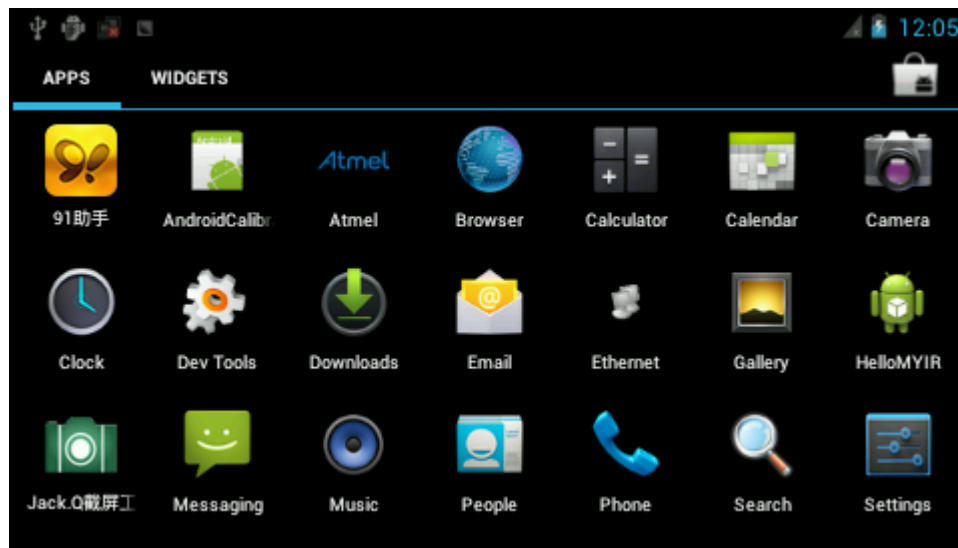 12:05
APPS WIDGETS
Android
Atmel
91助手 AndroidCalibr Atmel Browser Calculator Calendar Camera
Clock Dev Tools Downloads Email Ethernet Gallery HelloMYIR
Jack.Q截屏工 Messaging Music People Phone Search Settings